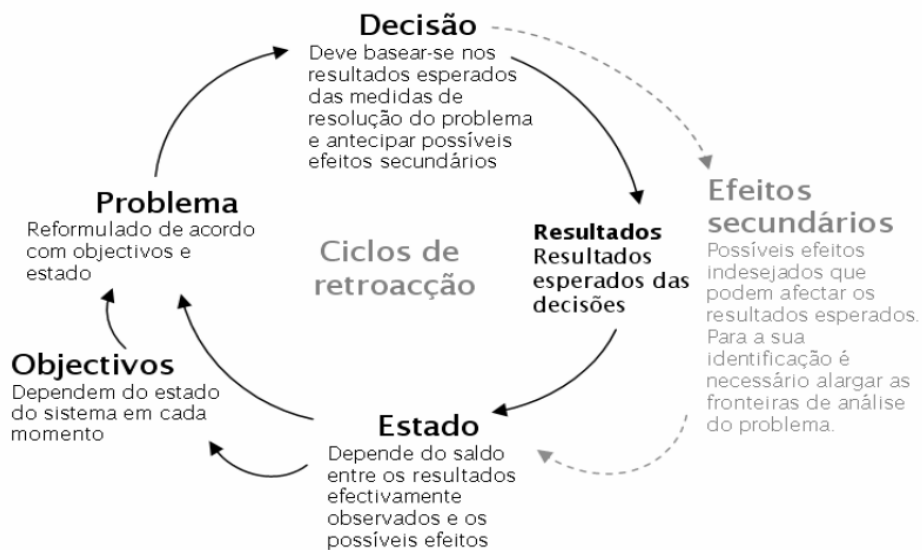 Decisão
Deve basear-se nos
resultados esperados
das medidas de
resolução do problema
e antecipar possíveis
efeitos secundários
Problema
Reformulado de acordo
com objectivos e
estado
Ciclos de
retroacção
Resultados
Resultados
esperados das
decisões
Efeitos
secundários
Possíveis efeitos
indesejados que
podem afectar os
resultados esperados.
Para a sua
identificação é
necessário alargar as
fronteiras de análise
do problema.
Objectivos
Dependem do estado
do sistema em cada
momento
Estado
Depende do saldo
entre os resultados
efectivamente
observados e os
possíveis efeitos